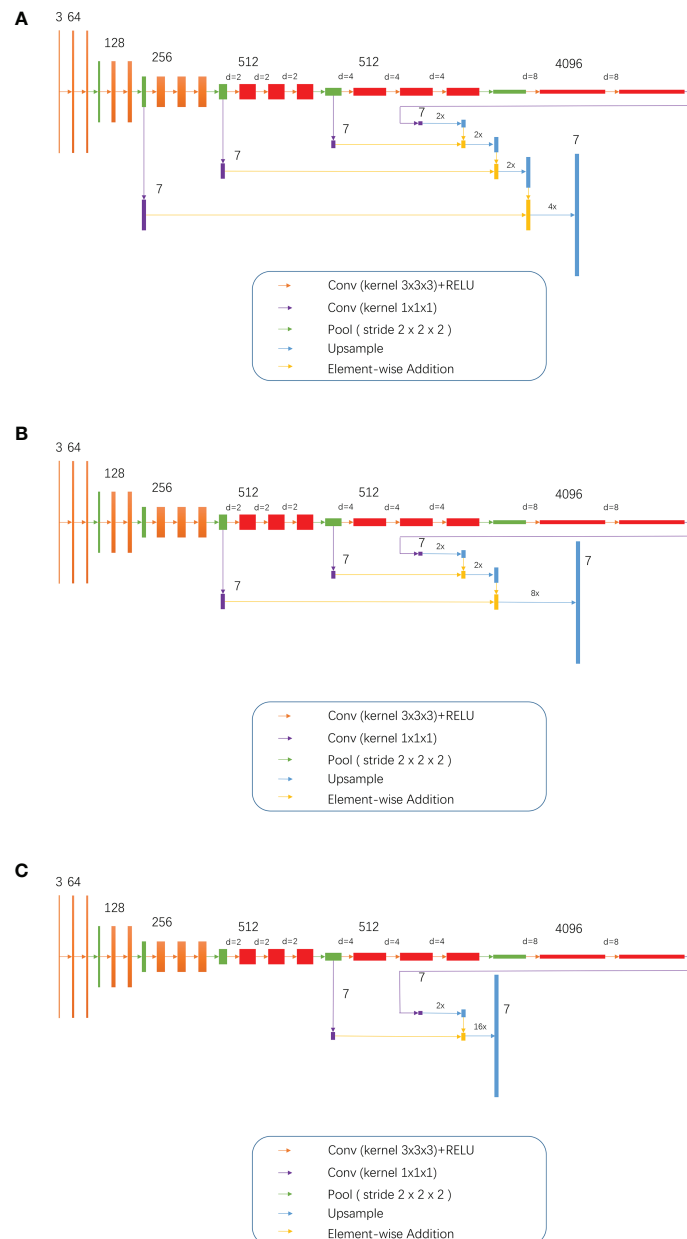 A
3 64
128
256
512
512
4096
d=2 d=2 d=2
d=4 d=4 d=4
d=8 d=8
7 2x
7 2x
7 2x
7 4x
7
Conv (kernel 3x3x3)+RELU
Conv (kernel 1x1x1)
Pool ( stride 2 x 2 x 2 )
Upsample
Element-wise Addition
B
3 64
128
256
512
512
4096
d=2 d=2 d=2
d=4 d=4 d=4
d=8 d=8
7 2x
7 2x
7 8x
7
Conv (kernel 3x3x3)+RELU
Conv (kernel 1x1x1)
Pool ( stride 2 x 2 x 2 )
Upsample
Element-wise Addition
C
3 64
128
256
512
512
4096
d=2 d=2 d=2
d=4 d=4 d=4
d=8 d=8
7 2x
7 16x
7
Conv (kernel 3x3x3)+RELU
Conv (kernel 1x1x1)
Pool ( stride 2 x 2 x 2 )
Upsample
Element-wise Addition